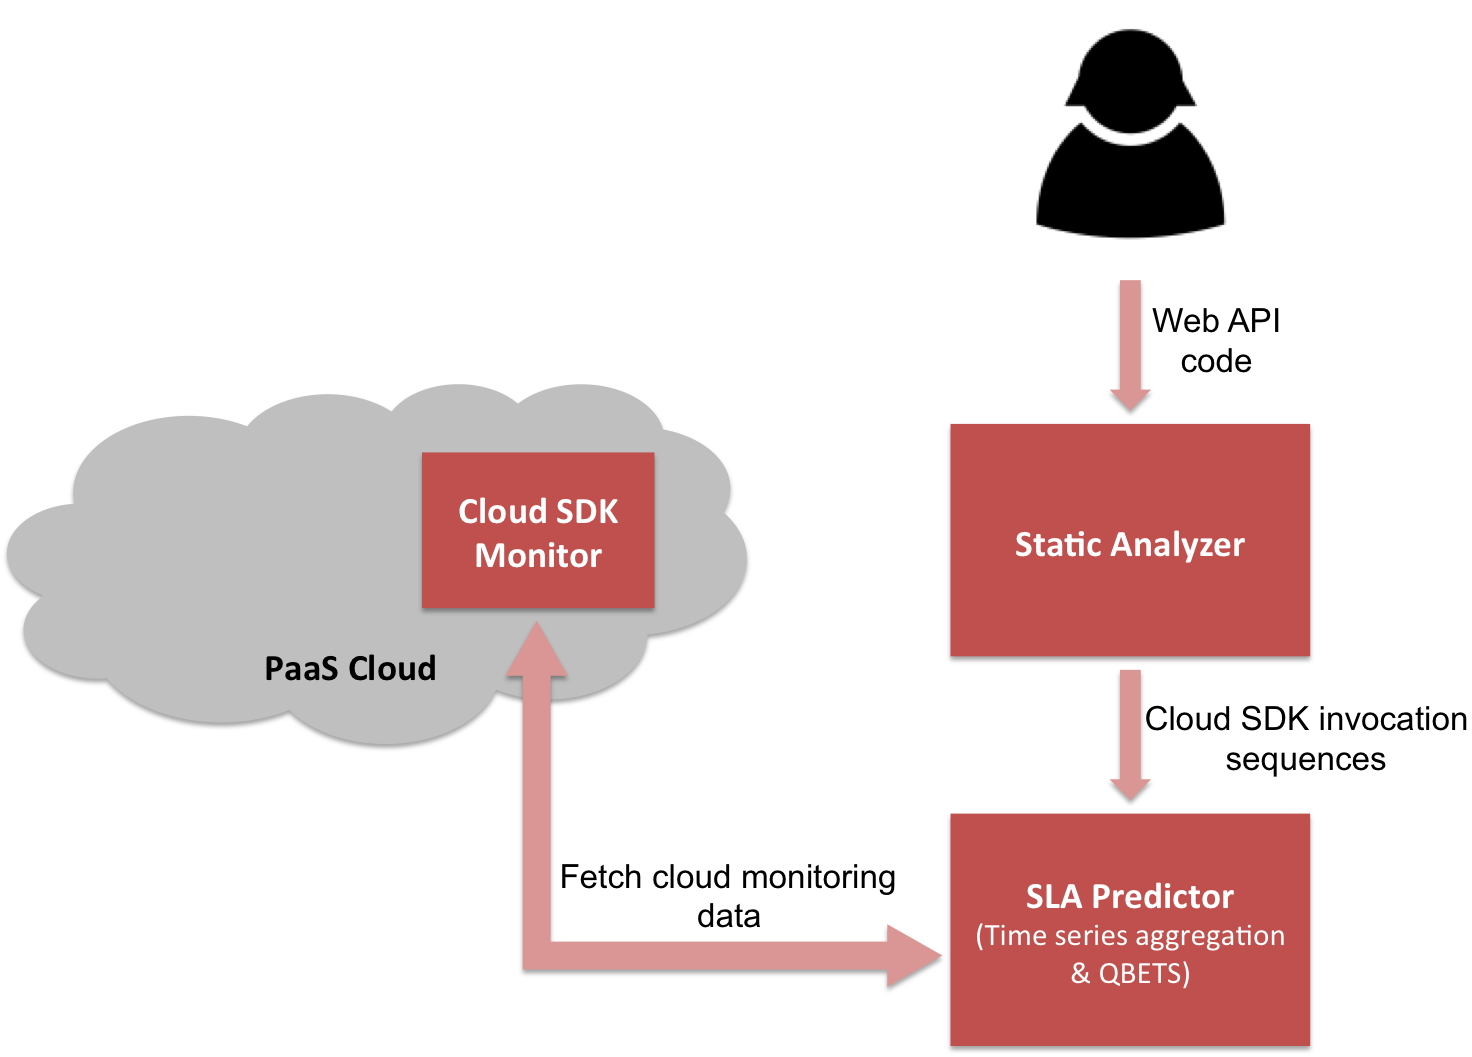 Web API
code
Cloud SDK
Monitor
Static Analyzer
PaaS Cloud
Cloud SDK invocation
sequences
Fetch cloud monitoring
data
SLA Predictor
(Time series aggregation
& QBETS)